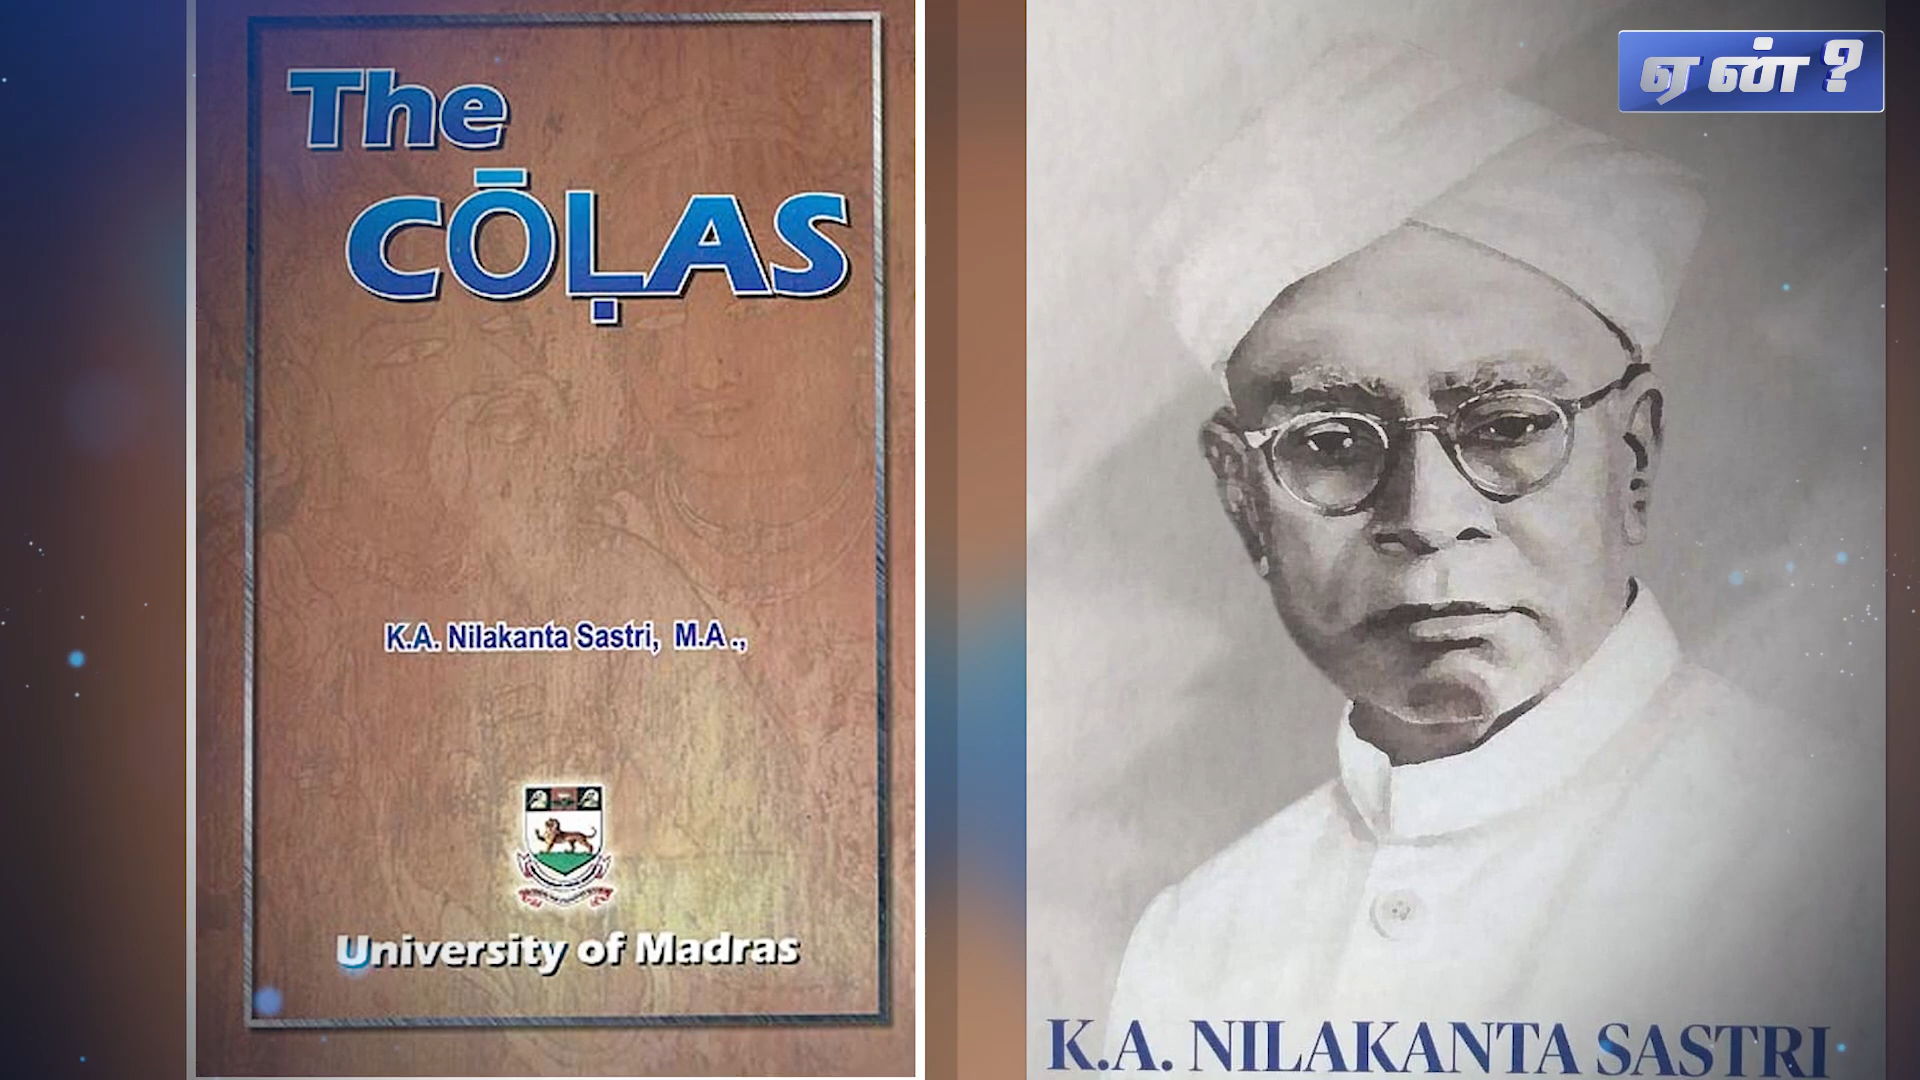 The
CŌḶAS
K.A. Nilakanta Sastri, M.A .,
University of Madras
ஏன் ?
K.A. NILAKANTA SASTRI